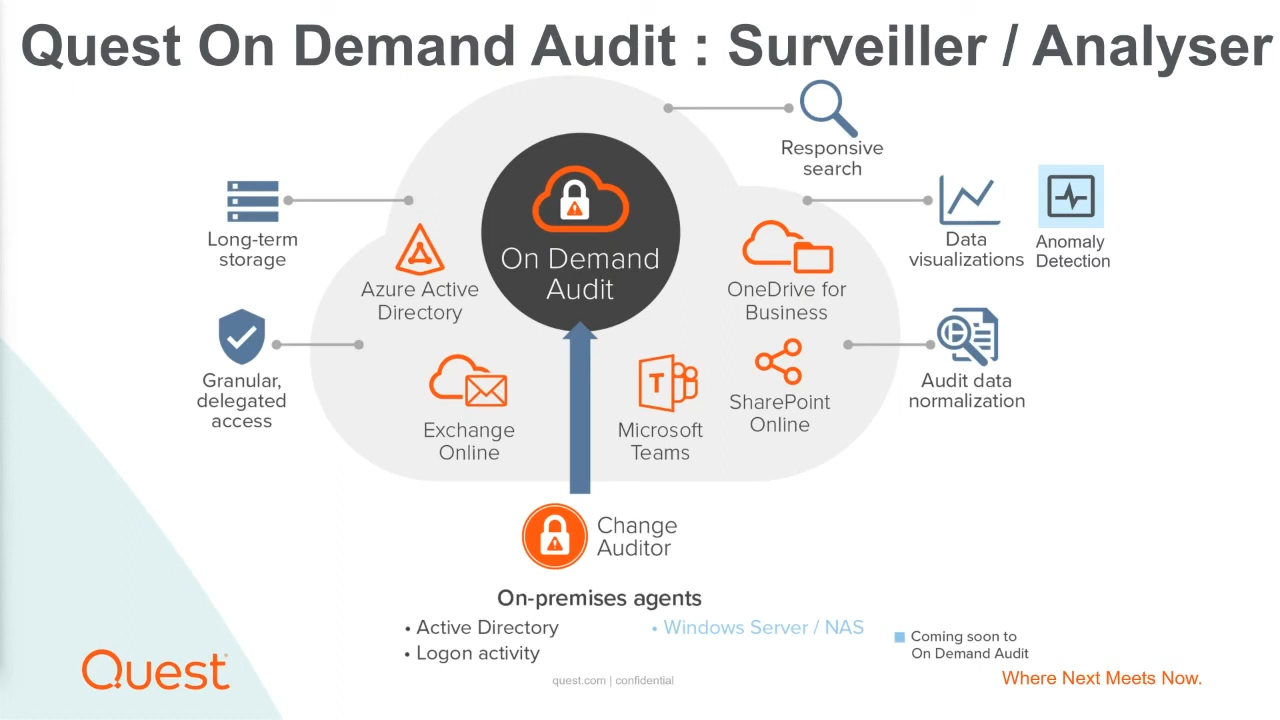 Quest On Demand Audit : Surveiller / Analyser
Responsive
search
Long-term
storage
Data
visualizations
Anomaly
Detection
On Demand
Audit
Azure Active
Directory
OneDrive for
Business
Granular,
delegated
access
Audit data
normalization
Exchange
Online
T
Microsoft
Teams
SharePoint
Online
Change
Auditor
On-premises agents
• Active Directory
• Logon activity
• Windows Server / NAS
Coming soon to
On Demand Audit
Quest
quest.com | confidential
Where Next Meets Now.